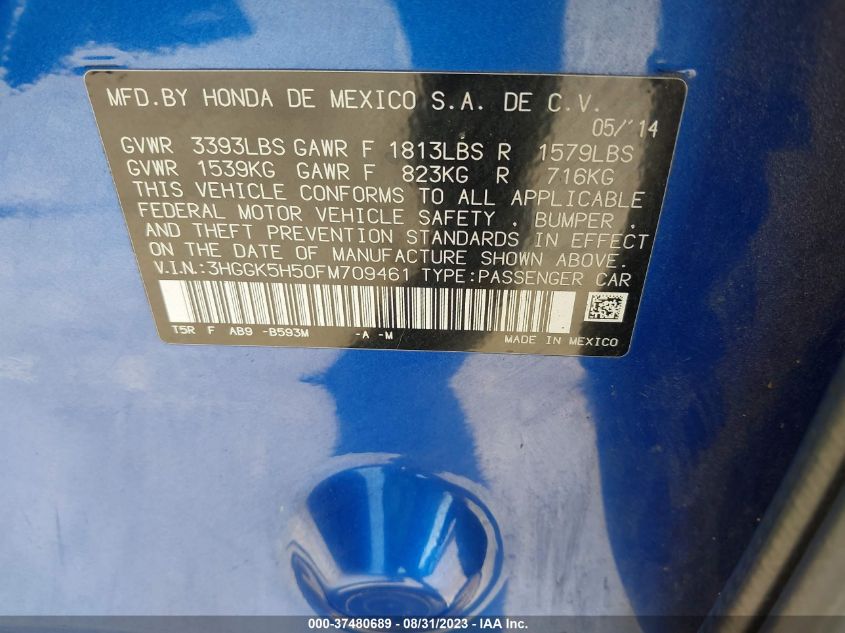 MFD.BY HONDA DE MEXICO S.A. DE C.V.
05/'14
GVWR 3393LBS GAWR F 1813LBS R 1579LBS
GVWR 1539KG GAWR F 823KG R 716KG
THIS VEHICLE CONFORMS TO ALL APPLICABLE
FEDERAL MOTOR VEHICLE SAFETY , BUMPER ,
AND THEFT PREVENTION STANDARDS IN EFFECT
ON THE DATE OF MANUFACTURE SHOWN ABOVE.
V.I.N:3HGGK5H50FM709461 TYPE:PASSENGER CAR
T5R F AB9 -B593M -A -M
MADE IN MEXICO
000-37480689 - 08/31/2023 - IAA Inc.